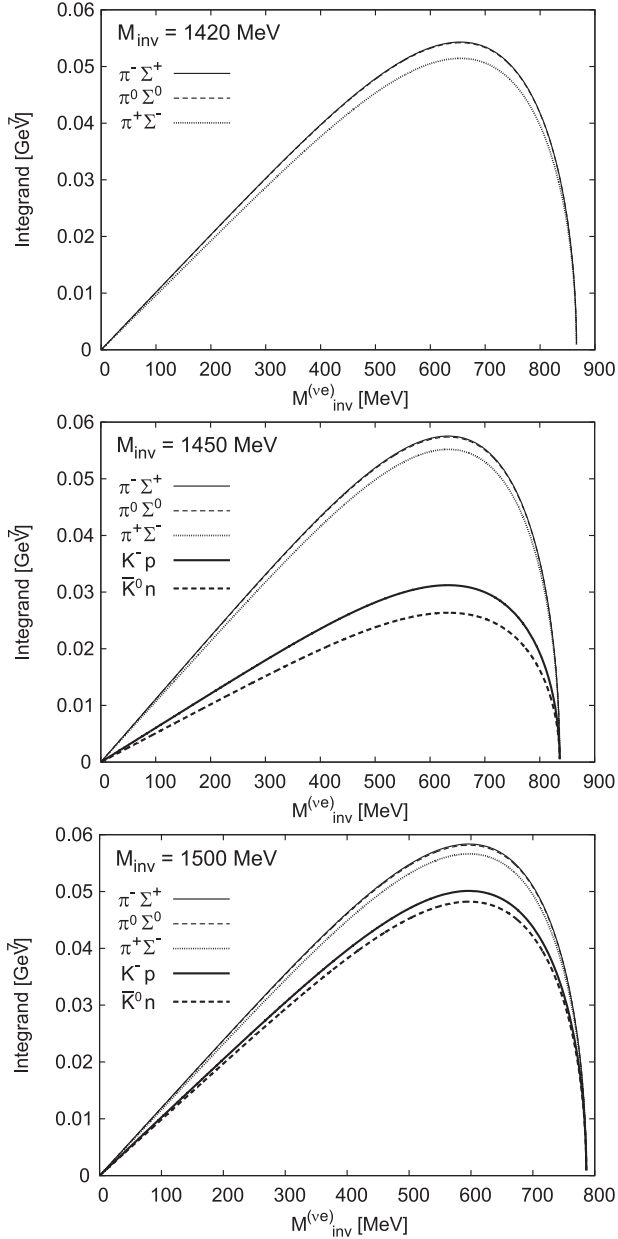 M_inv = 1420 MeV
π⁻ Σ⁺
π⁰ Σ⁰
π⁺ Σ⁻
Integrand [GeV²]
0.06
0.05
0.04
0.03
0.02
0.01
0
0 100 200 300 400 500 600 700 800 900
M^(νe)_inv [MeV]
M_inv = 1450 MeV
π⁻ Σ⁺
π⁰ Σ⁰
π⁺ Σ⁻
K⁻ p
K̅⁰ n
Integrand [GeV²]
0.06
0.05
0.04
0.03
0.02
0.01
0
0 100 200 300 400 500 600 700 800 900
M^(νe)_inv [MeV]
M_inv = 1500 MeV
π⁻ Σ⁺
π⁰ Σ⁰
π⁺ Σ⁻
K⁻ p
K̅⁰ n
Integrand [GeV²]
0.06
0.05
0.04
0.03
0.02
0.01
0
0 100 200 300 400 500 600 700 800
M^(νe)_inv [MeV]